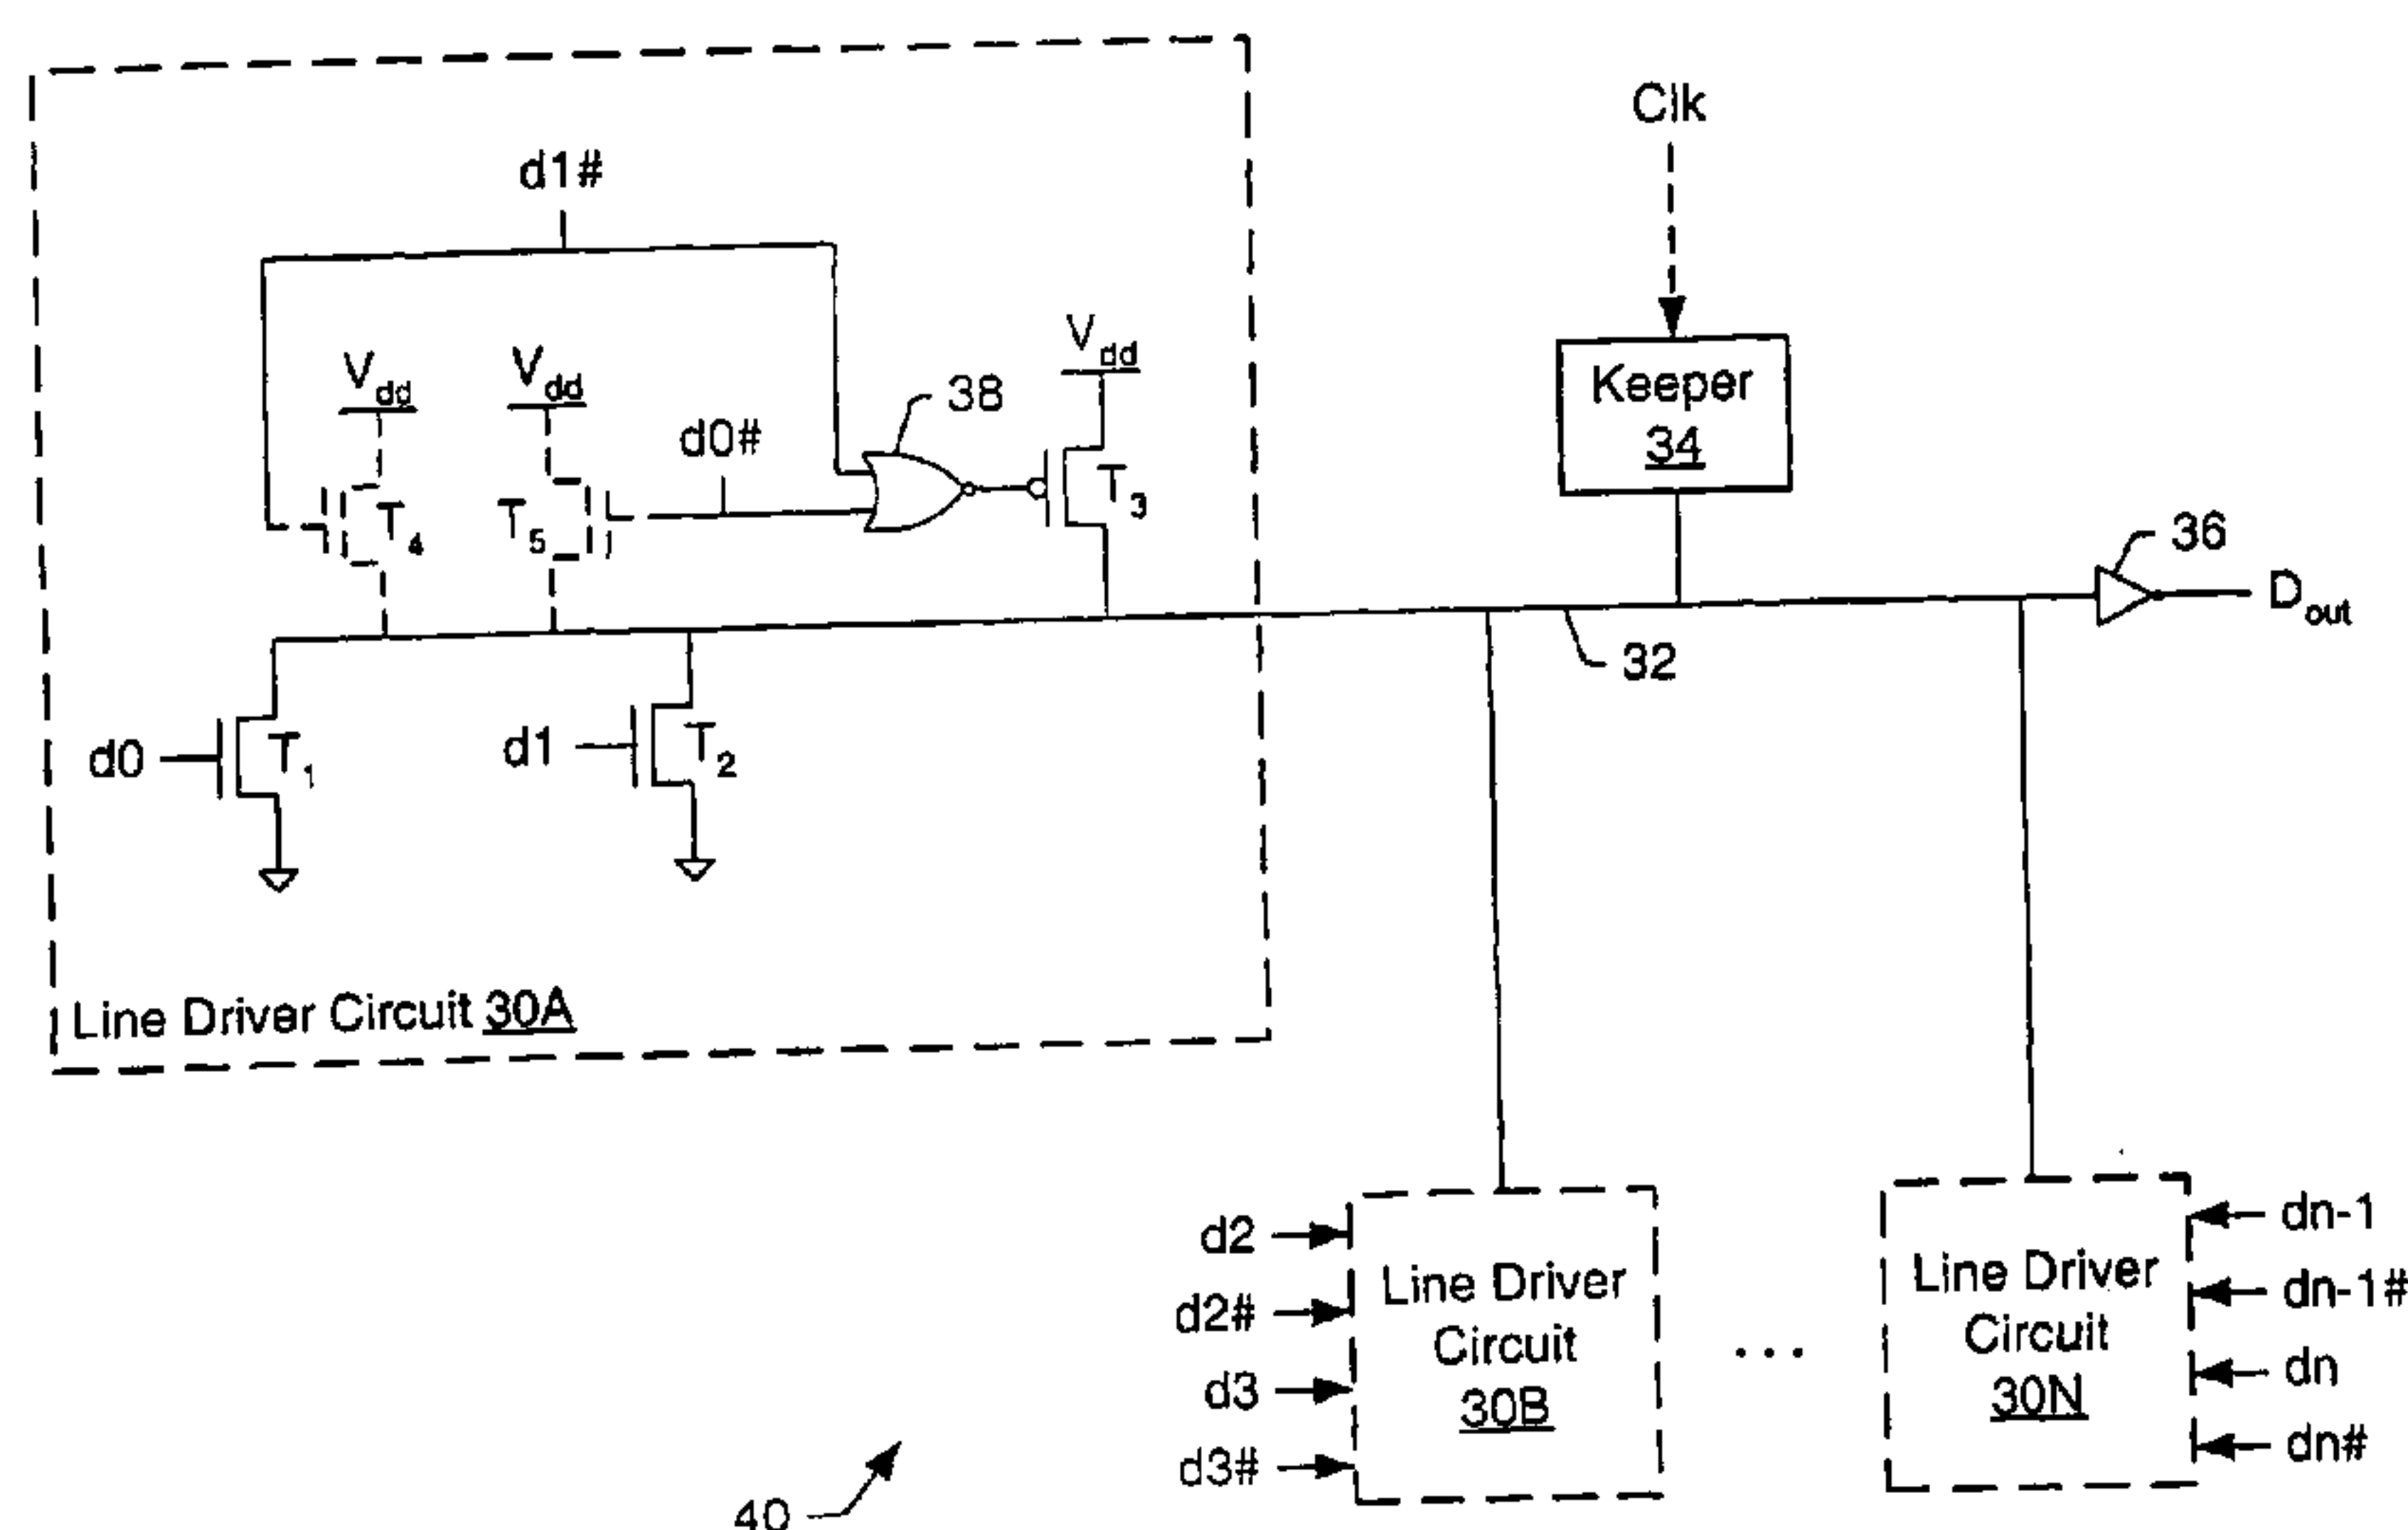 Clk
d1#
Vdd
Vdd
Vdd
38
d0#
Keeper
34
T4
T5
T3
36
Dout
32
d0
T1
d1
T2
Line Driver Circuit 30A
d2
d2#
d3
d3#
Line Driver
Circuit
30B
...
Line Driver
Circuit
30N
dn-1
dn-1#
dn
dn#
40